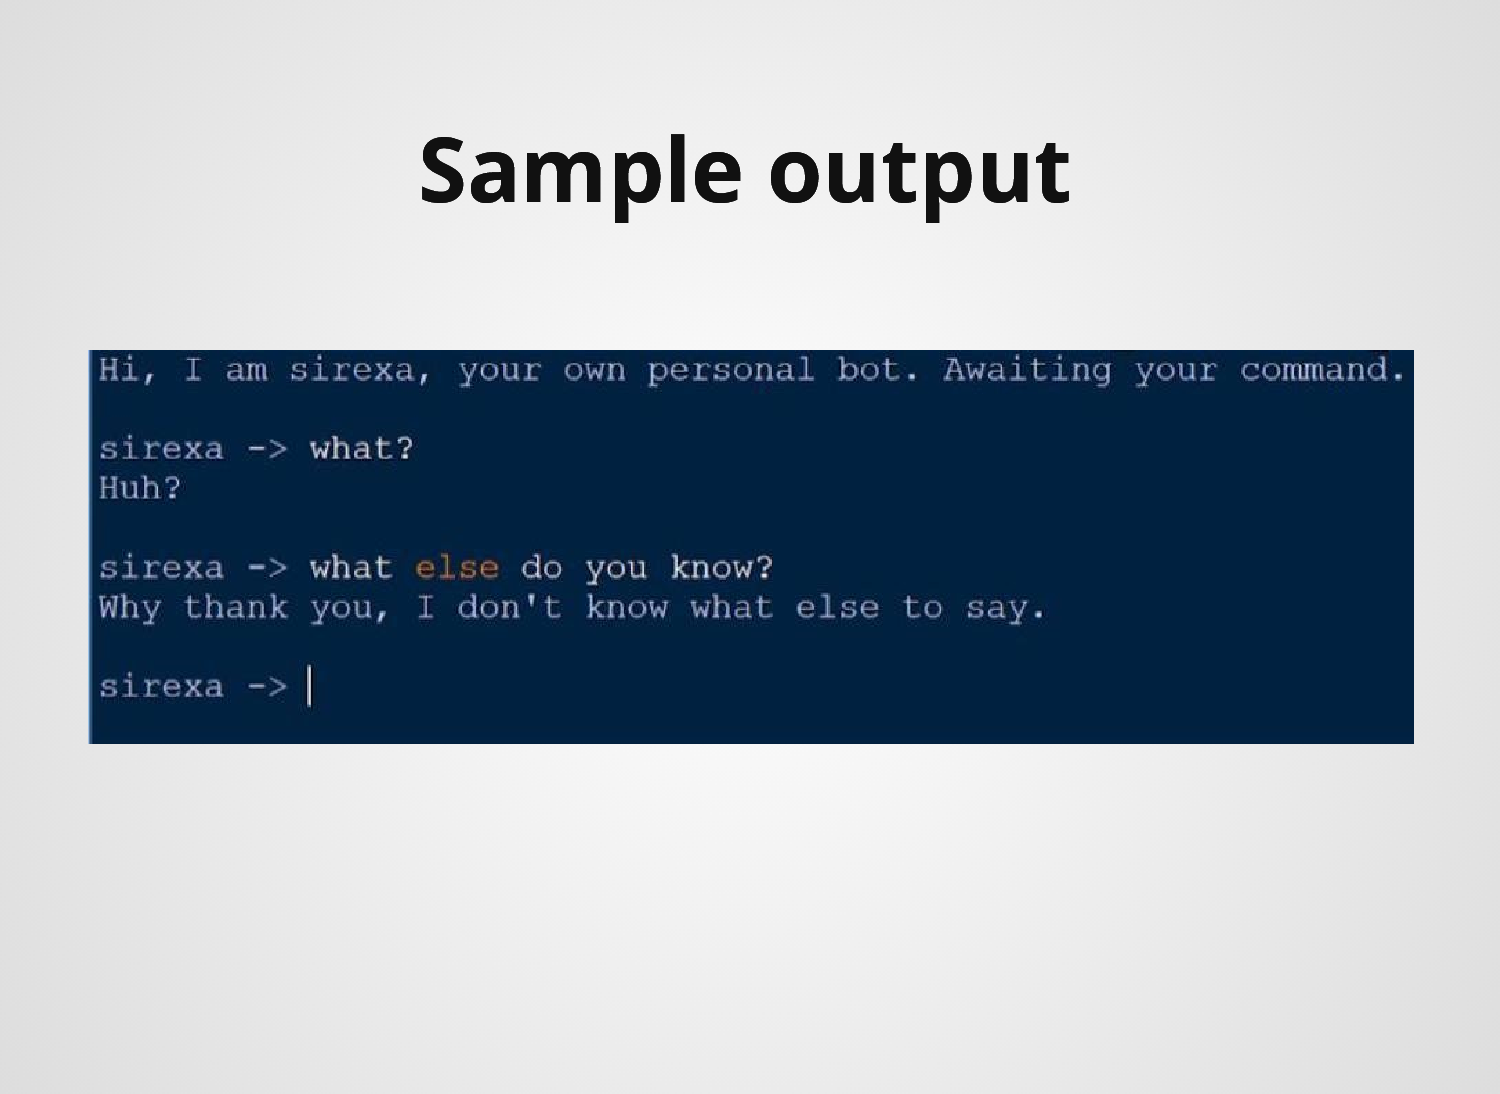 Sample output
Hi, I am sirexa, your own personal bot. Awaiting your command.
sirexa -> what?
Huh?
sirexa -> what else do you know?
Why thank you, I don't know what else to say.
sirexa ->